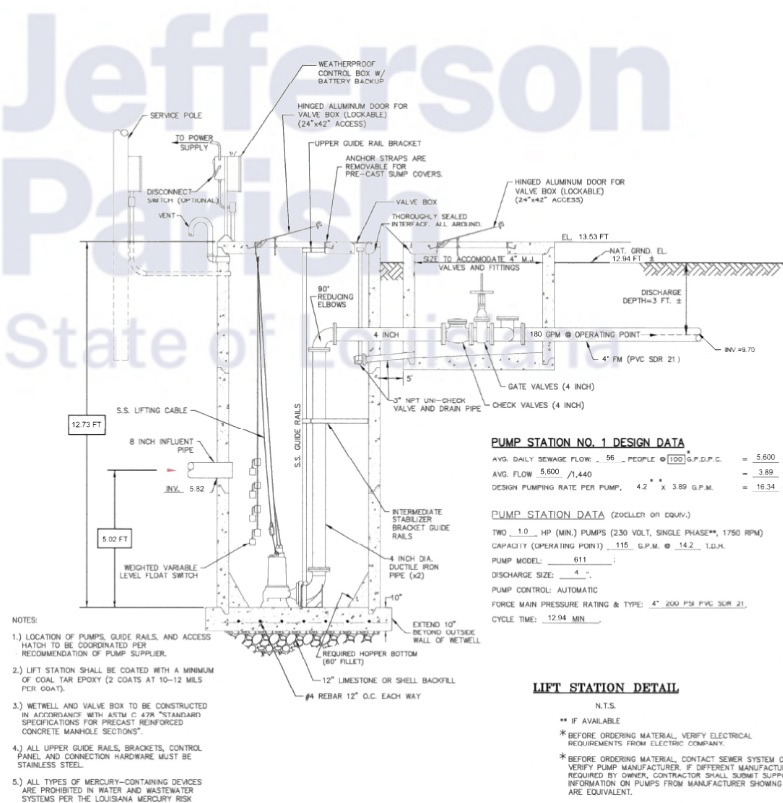 Jefferson
Parish
State of Louisiana
WEATHERPROOF
CONTROL BOX W/
BATTERY BACKUP
SERVICE POLE
HINGED ALUMINUM DOOR FOR
VALVE BOX (LOCKABLE)
(24"x42" ACCESS)
TO POWER
SUPPLY
UPPER GUIDE RAIL BRACKET
ANCHOR STRAPS ARE
REMOVABLE FOR
PRE-CAST SUMP COVERS.
HINGED ALUMINUM DOOR FOR
VALVE BOX (LOCKABLE)
(24"x42" ACCESS)
DISCONNECT
SWITCH (OPTIONAL)
VENT
VALVE BOX
THOROUGHLY SEALED
INTERFACE, ALL AROUND.
EL. 13.53 FT
NAT. GRND. EL.
12.94 FT ±
SIZE TO ACCOMODATE 4" M.J.
VALVES AND FITTINGS
DISCHARGE
DEPTH=3 FT. ±
90°
REDUCING
ELBOWS
4 INCH
180 GPM @ OPERATING POINT
INV.=9.70
4" FM (PVC SDR 21)
5'
3" NPT UNI-CHECK
VALVE AND DRAIN PIPE
GATE VALVES (4 INCH)
CHECK VALVES (4 INCH)
S.S. LIFTING CABLE
S.S. GUIDE RAILS
12.73 FT
8 INCH INFLUENT
PIPE
INV. 5.82
5.02 FT
INTERMEDIATE
STABILIZER
BRACKET GUIDE
RAILS
WEIGHTED VARIABLE
LEVEL FLOAT SWITCH
4 INCH DIA.
DUCTILE IRON
PIPE (x2)
10"
EXTEND 10"
BEYOND OUTSIDE
WALL OF WETWELL
REQUIRED HOPPER BOTTOM
(60° FILLET)
12" LIMESTONE OR SHELL BACKFILL
#4 REBAR 12" O.C. EACH WAY
PUMP STATION NO. 1 DESIGN DATA
AVG. DAILY SEWAGE FLOW: 56 PEOPLE @ 100* G.P.D.P.C. = 5,600
AVG. FLOW 5,600 /1,440 = 3.89
DESIGN PUMPING RATE PER PUMP, 4.2 * X 3.89 G.P.M. = 16.34
PUMP STATION DATA (ZOELLER OR EQUIV.)
TWO 1.0 HP (MIN.) PUMPS (230 VOLT, SINGLE PHASE**, 1750 RPM)
CAPACITY (OPERATING POINT) 115 G.P.M. @ 14.2 T.D.H.
PUMP MODEL: 611
DISCHARGE SIZE: 4 ".
PUMP CONTROL: AUTOMATIC
FORCE MAIN PRESSURE RATING & TYPE: 4" 200 PSI PVC SDR 21
CYCLE TIME: 12.94 MIN
NOTES:
1.) LOCATION OF PUMPS, GUIDE RAILS, AND ACCESS
HATCH TO BE COORDINATED PER
RECOMMENDATION OF PUMP SUPPLIER.
2.) LIFT STATION SHALL BE COATED WITH A MINIMUM
OF COAL TAR EPOXY (2 COATS AT 10-12 MILS
PER COAT).
3.) WETWELL AND VALVE BOX TO BE CONSTRUCTED
IN ACCORDANCE WITH ASTM C 478 "STANDARD
SPECIFICATIONS FOR PRECAST REINFORCED
CONCRETE MANHOLE SECTIONS".
4.) ALL UPPER GUIDE RAILS, BRACKETS, CONTROL
PANEL AND CONNECTION HARDWARE MUST BE
STAINLESS STEEL.
5.) ALL TYPES OF MERCURY-CONTAINING DEVICES
ARE PROHIBITED IN WATER AND WASTEWATER
SYSTEMS PER THE LOUISIANA MERCURY RISK
LIFT STATION DETAIL
N.T.S.
** IF AVAILABLE
* BEFORE ORDERING MATERIAL, VERIFY ELECTRICAL
REQUIREMENTS FROM ELECTRIC COMPANY.
* BEFORE ORDERING MATERIAL, CONTACT SEWER SYSTEM
VERIFY PUMP MANUFACTURER. IF DIFFERENT
REQUIRED BY OWNER, CONTRACTOR SHALL SUBMIT
INFORMATION ON PUMPS FROM MANUFACTURER SHOWING
ARE EQUIVALENT.